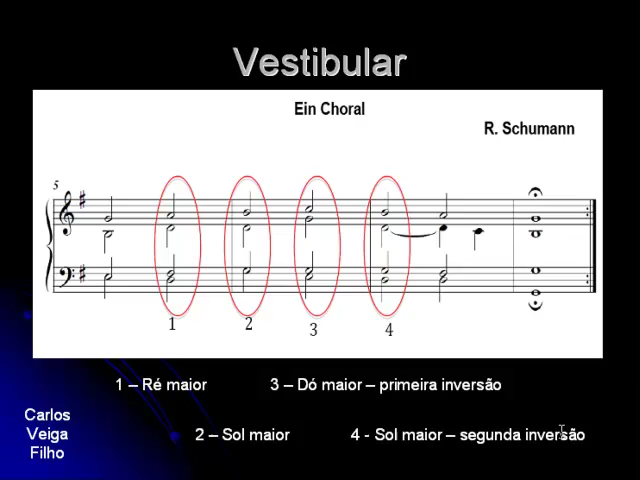 Vestibular
Ein Choral
R. Schumann
5
1
2
3
4
1 – Ré maior
3 – Dó maior – primeira inversão
2 – Sol maior
4 - Sol maior – segunda inversão
Carlos
Veiga
Filho